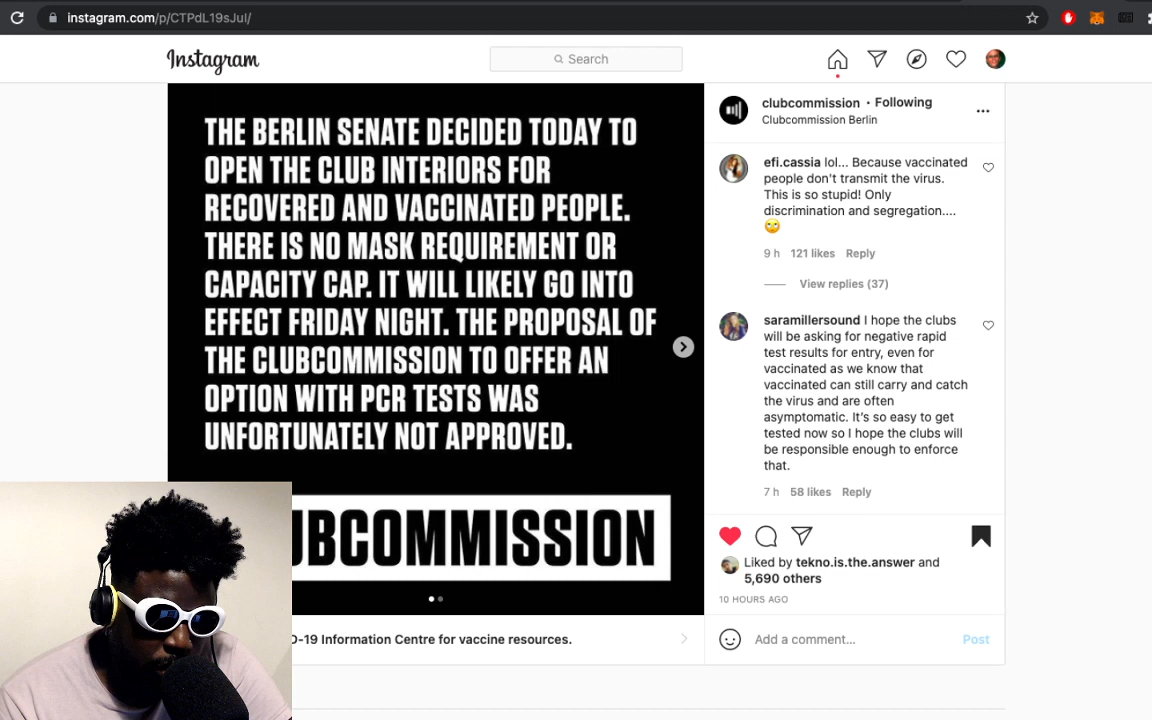 instagram.com/p/CTPdL19sJul/
Instagram
Search
THE BERLIN SENATE DECIDED TODAY TO
OPEN THE CLUB INTERIORS FOR
RECOVERED AND VACCINATED PEOPLE.
THERE IS NO MASK REQUIREMENT OR
CAPACITY CAP. IT WILL LIKELY GO INTO
EFFECT FRIDAY NIGHT. THE PROPOSAL OF
THE CLUBCOMMISSION TO OFFER AN
OPTION WITH PCR TESTS WAS
UNFORTUNATELY NOT APPROVED.
UBCOMMISSION
D-19 Information Centre for vaccine resources.
clubcommission • Following
Clubcommission Berlin
efi.cassia lol... Because vaccinated
people don't transmit the virus.
This is so stupid! Only
discrimination and segregation....
9 h 121 likes Reply
View replies (37)
saramillersound I hope the clubs
will be asking for negative rapid
test results for entry, even for
vaccinated as we know that
vaccinated can still carry and catch
the virus and are often
asymptomatic. It's so easy to get
tested now so I hope the clubs will
be responsible enough to enforce
that.
7 h 58 likes Reply
Liked by tekno.is.the.answer and
5,690 others
10 HOURS AGO
Add a comment... Post